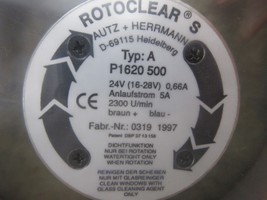 ROTOCLEAR S
AUTZ + HERRMANN
D-69115 Heidelberg
Typ: A
P1620 500
24V (16-28V) 0,66A
Anlaufstrom 5A
CE 2300 U/min
braun + blau -
Fabr.-Nr.: 0319 1997
DICHTFUNKTION
NUR BEI ROTATION
WATERTIGHT ONLY
WHEN ROTATION
REINIGEN DER SCHEIBEN
NUR MIT GLASREINIGER
CLEAN WINDOWS WITH
GLASS CLEANING AGENT
ONLY